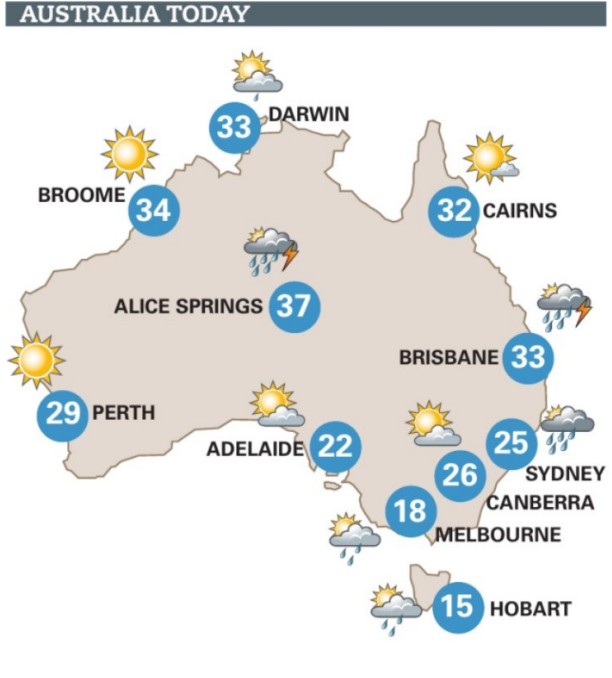 AUSTRALIA TODAY
33 DARWIN
BROOME 34
32 CAIRNS
ALICE SPRINGS 37
BRISBANE 33
29 PERTH
ADELAIDE 22
25
SYDNEY
26
CANBERRA
18
MELBOURNE
15 HOBART